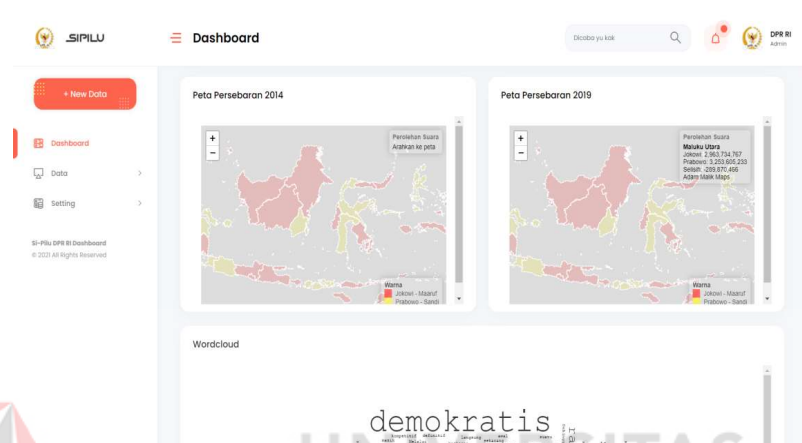 SIPILU
Dashboard
Dicoba yu kak
DPR RI
Admin
+ New Data
Dashboard
Data
Setting
Si-Pilu DPR RI Dashboard
© 2021 All Rights Reserved
Peta Persebaran 2014
+
−
Perolehan Suara
Arahkan ke peta
Warna
Jokowi - Maaruf
Prabowo - Sandi
Peta Persebaran 2019
+
−
Perolehan Suara
Maluku Utara
Jokowi: 2,963,734,767
Prabowo: 3,253,605,233
Selisih: -289,870,466
Adam Malik Maps
Warna
Jokowi - Maaruf
Prabowo - Sandi
Wordcloud
demokratis
UNIVERSITAS